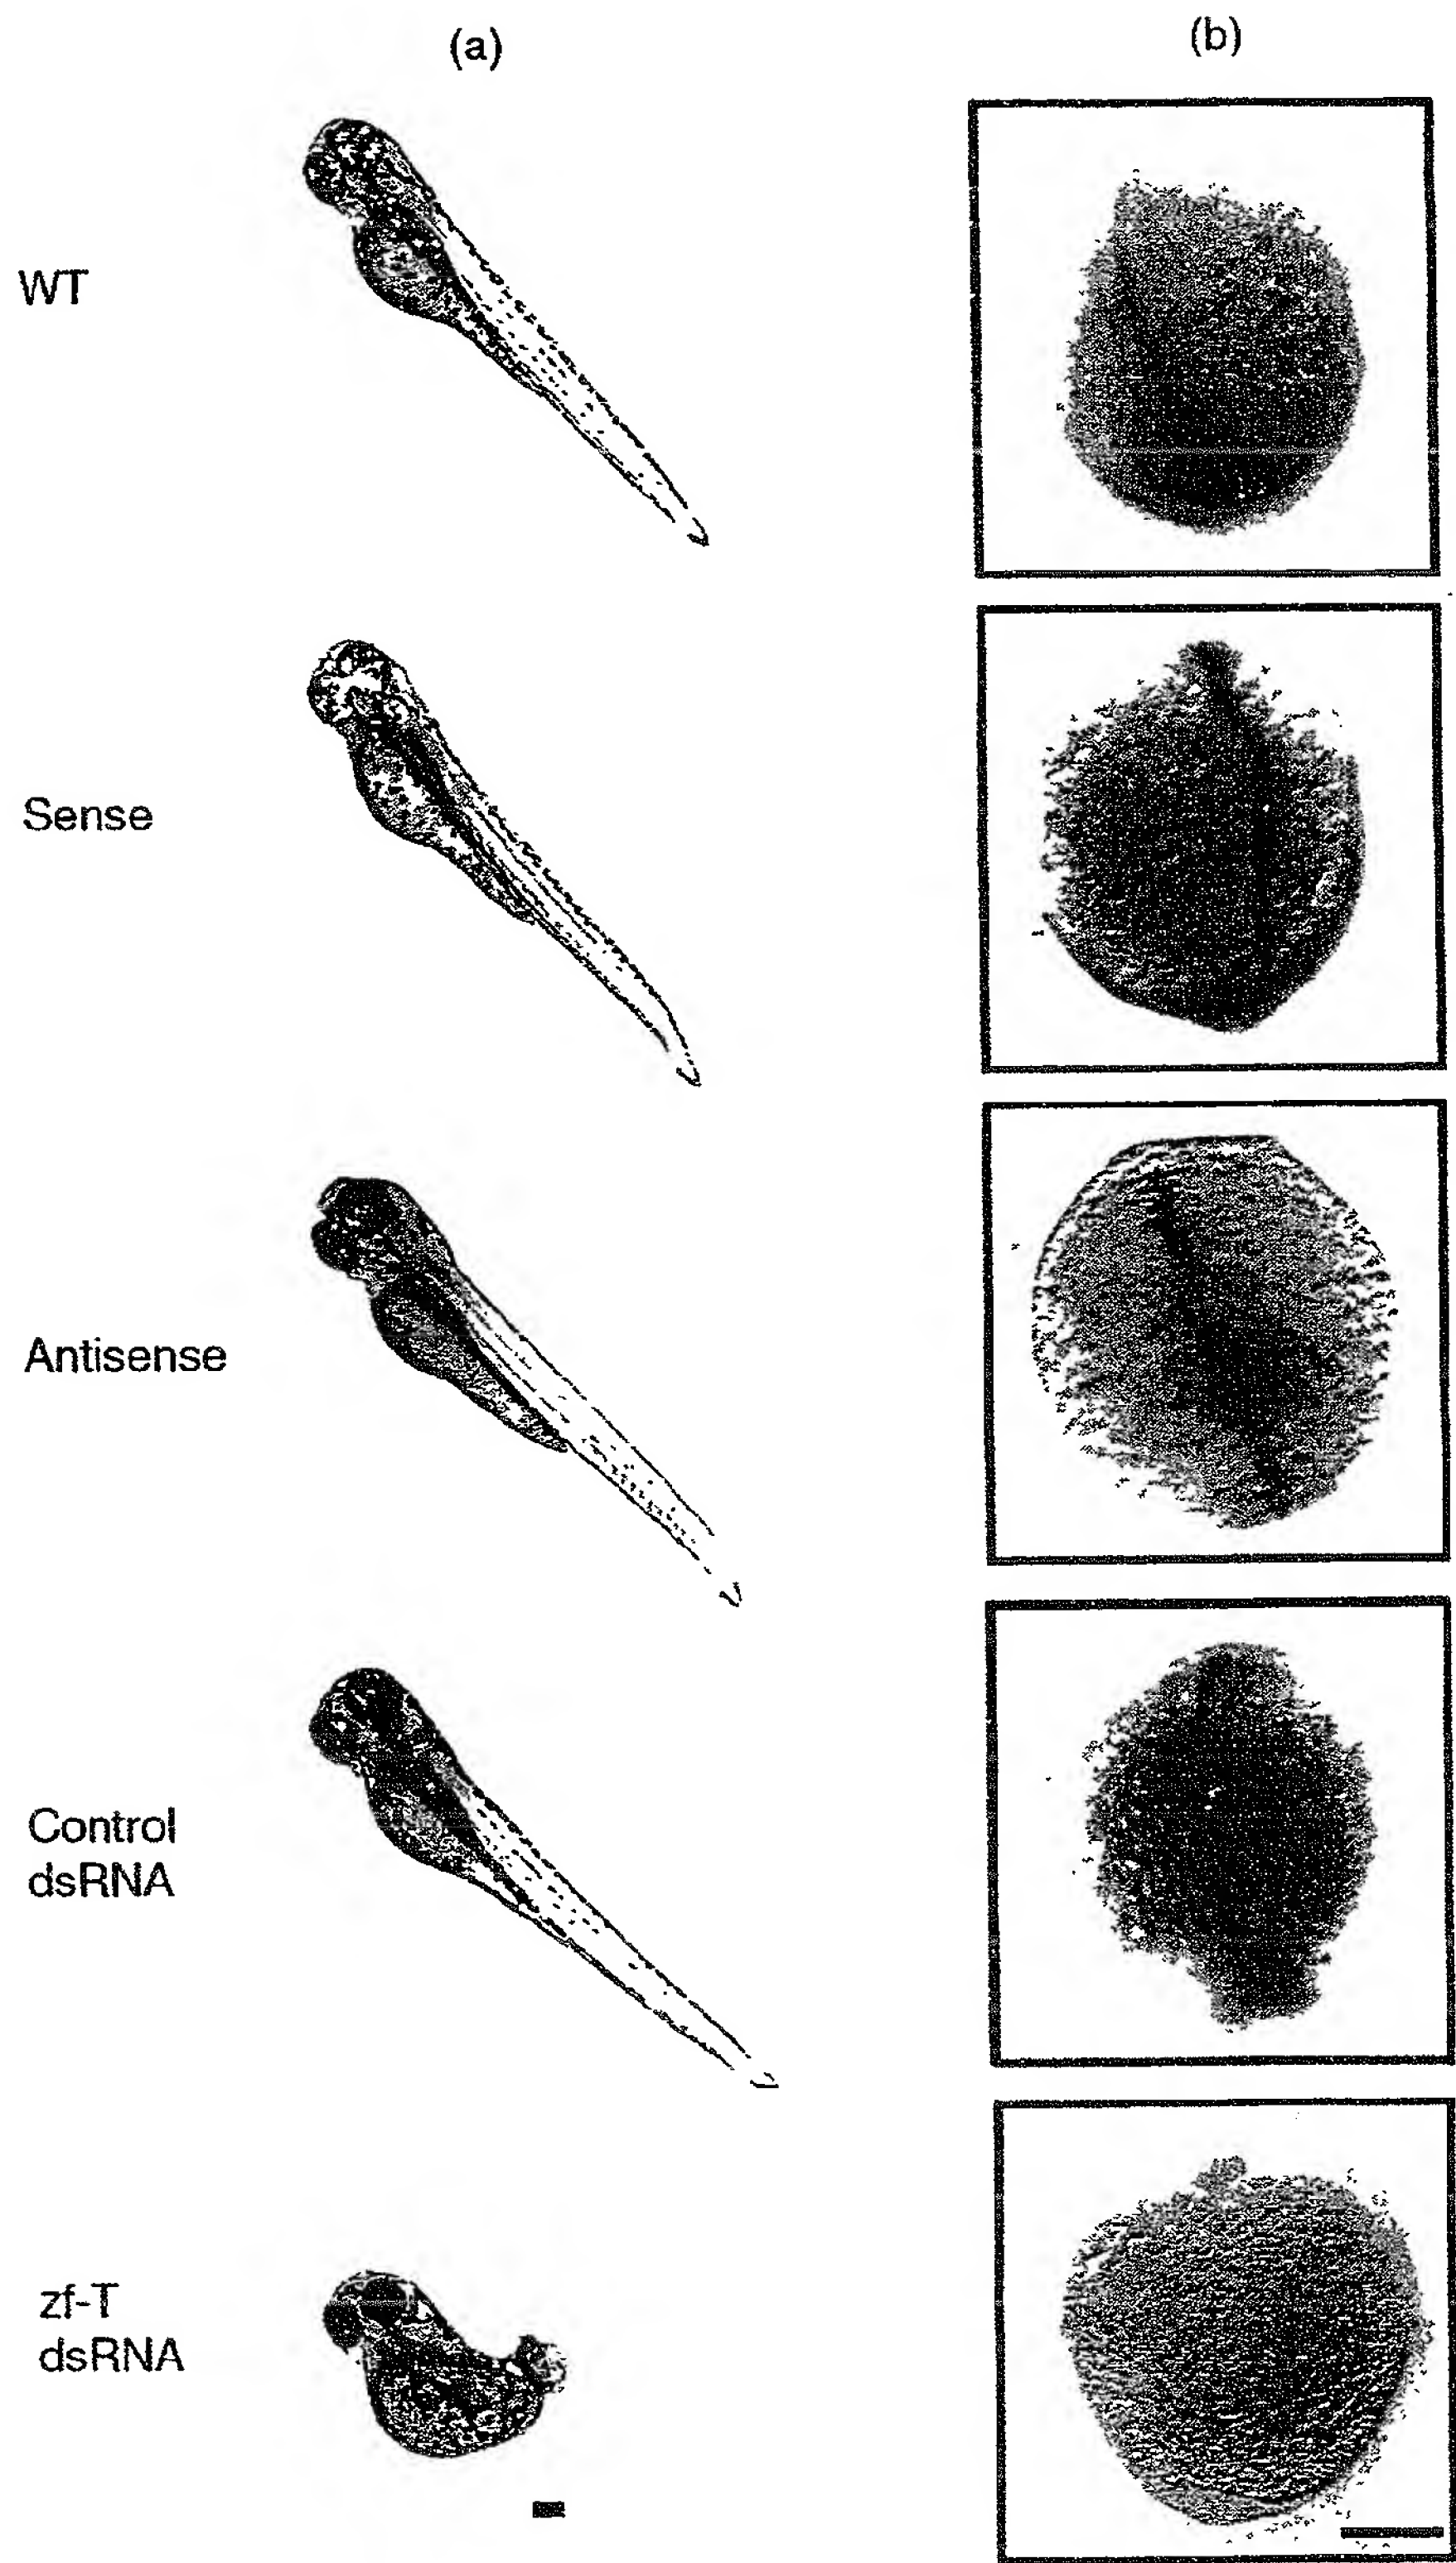 (a)
(b)
WT
Sense
Antisense
Control
dsRNA
zf-T
dsRNA